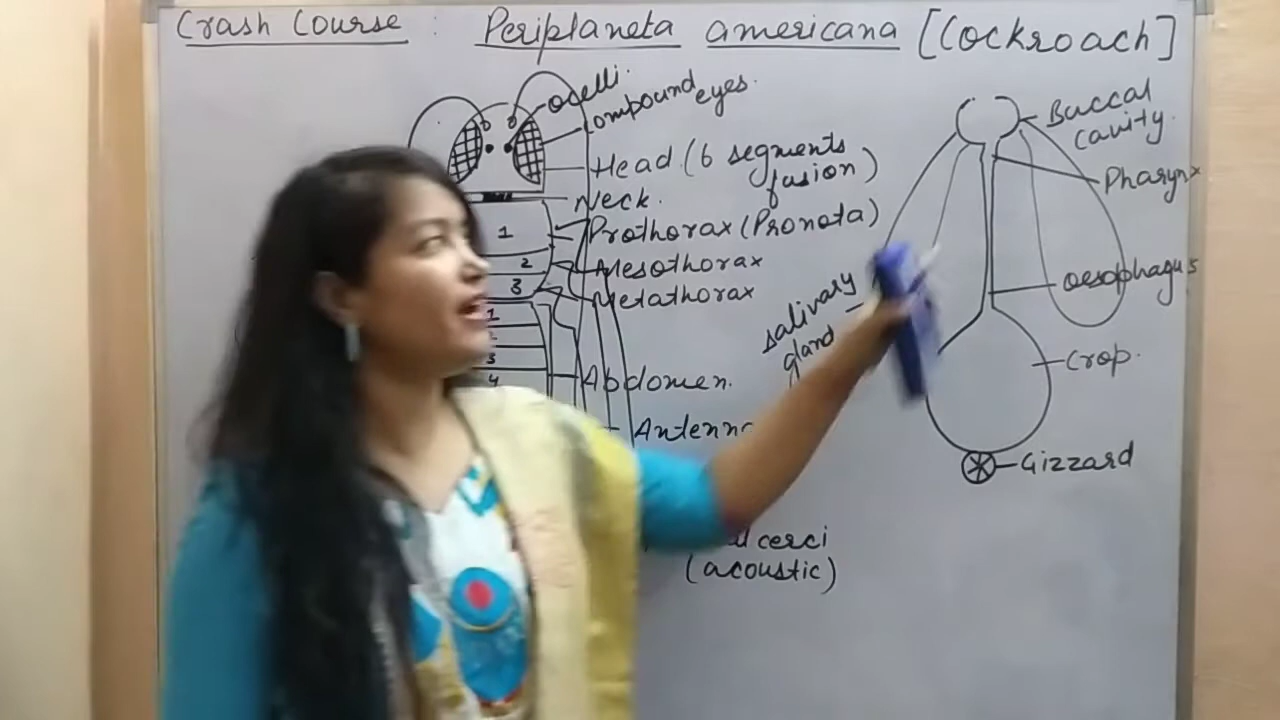 Crash Course : Periplaneta americana [Cockroach]
ocelli
compound eyes.
Head (6 segments
fusion)
Neck.
1
Prothorax (Pronota)
2
Mesothorax
3
Metathorax
1
2
3
4
Abdomen.
Antenna
cerci
(acoustic)
Buccal
cavity.
Pharynx
oesophagus
salivary
gland
Crop.
Gizzard